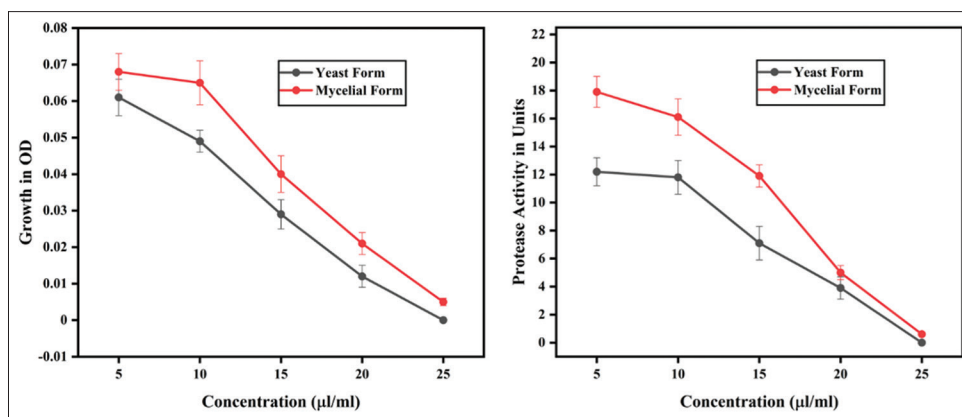 0.08
0.07
0.06
0.05
0.04
0.03
0.02
0.01
0
-0.01
Growth in OD
Yeast Form
Mycelial Form
5 10 15 20 25
Concentration (μl/ml)
22
20
18
16
14
12
10
8
6
4
2
0
Protease Activity in Units
Yeast Form
Mycelial Form
5 10 15 20 25
Concentration (μl/ml)